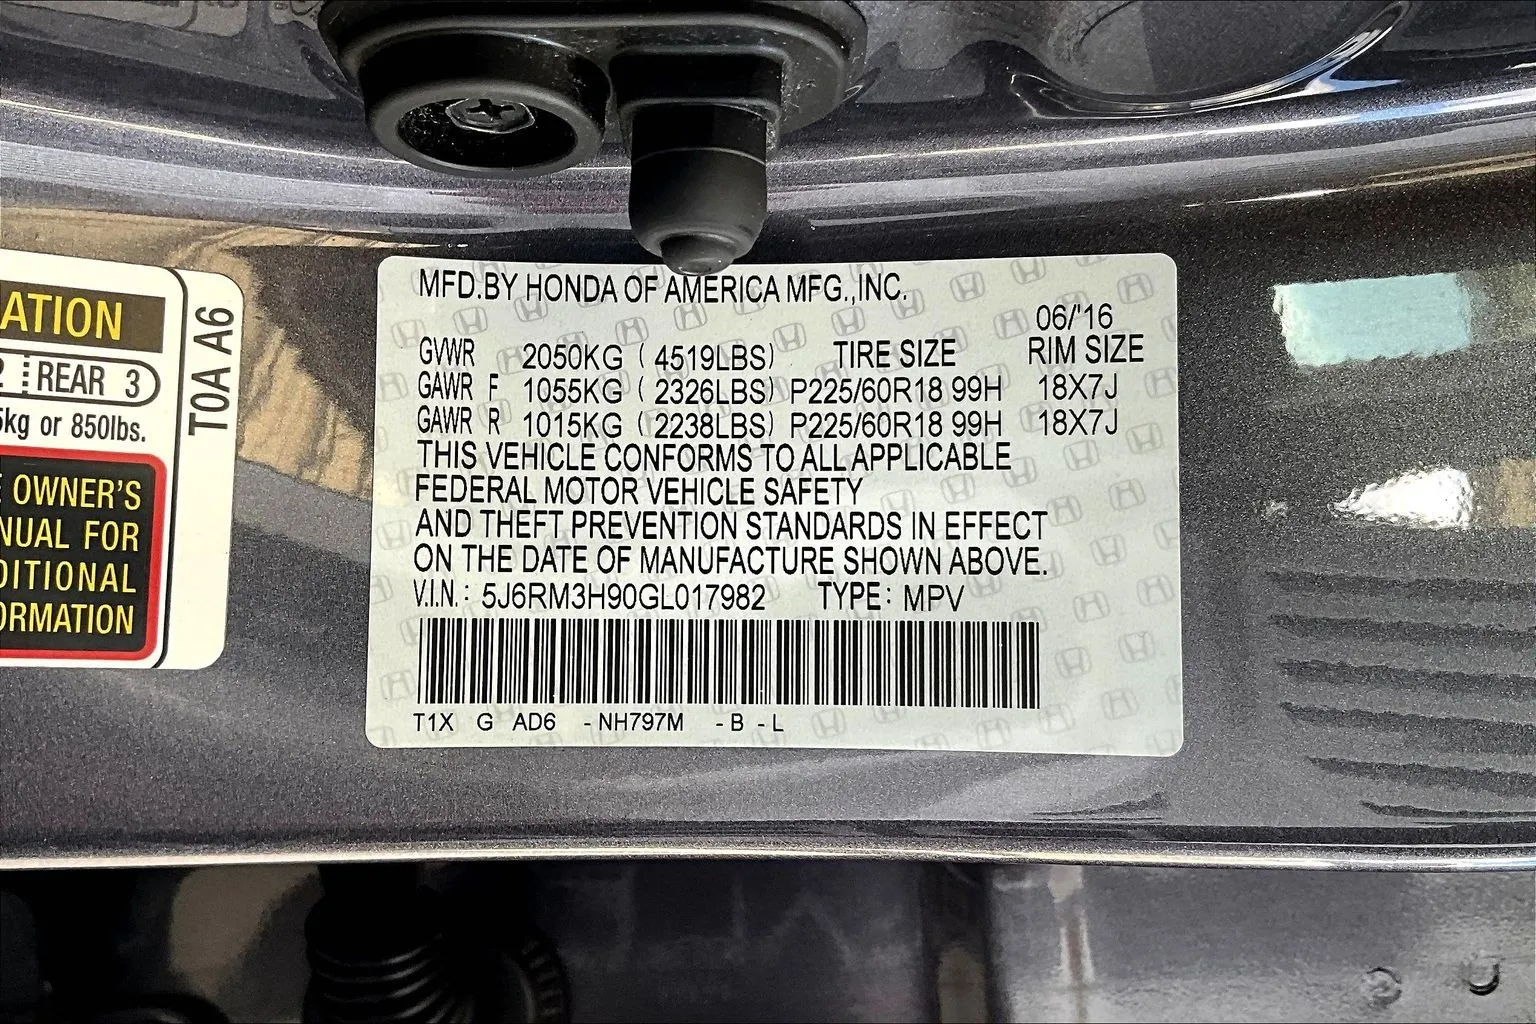 ATION
2 REAR 3
5kg or 850lbs.
E OWNER'S
NUAL FOR
DITIONAL
ORMATION
T0A A6
MFD.BY HONDA OF AMERICA MFG.,INC.
06/'16
GVWR 2050KG (4519LBS) TIRE SIZE RIM SIZE
GAWR F 1055KG (2326LBS) P225/60R18 99H 18X7J
GAWR R 1015KG (2238LBS) P225/60R18 99H 18X7J
THIS VEHICLE CONFORMS TO ALL APPLICABLE
FEDERAL MOTOR VEHICLE SAFETY
AND THEFT PREVENTION STANDARDS IN EFFECT
ON THE DATE OF MANUFACTURE SHOWN ABOVE.
V.I.N.: 5J6RM3H90GL017982 TYPE: MPV
T1X G AD6 -NH797M -B -L